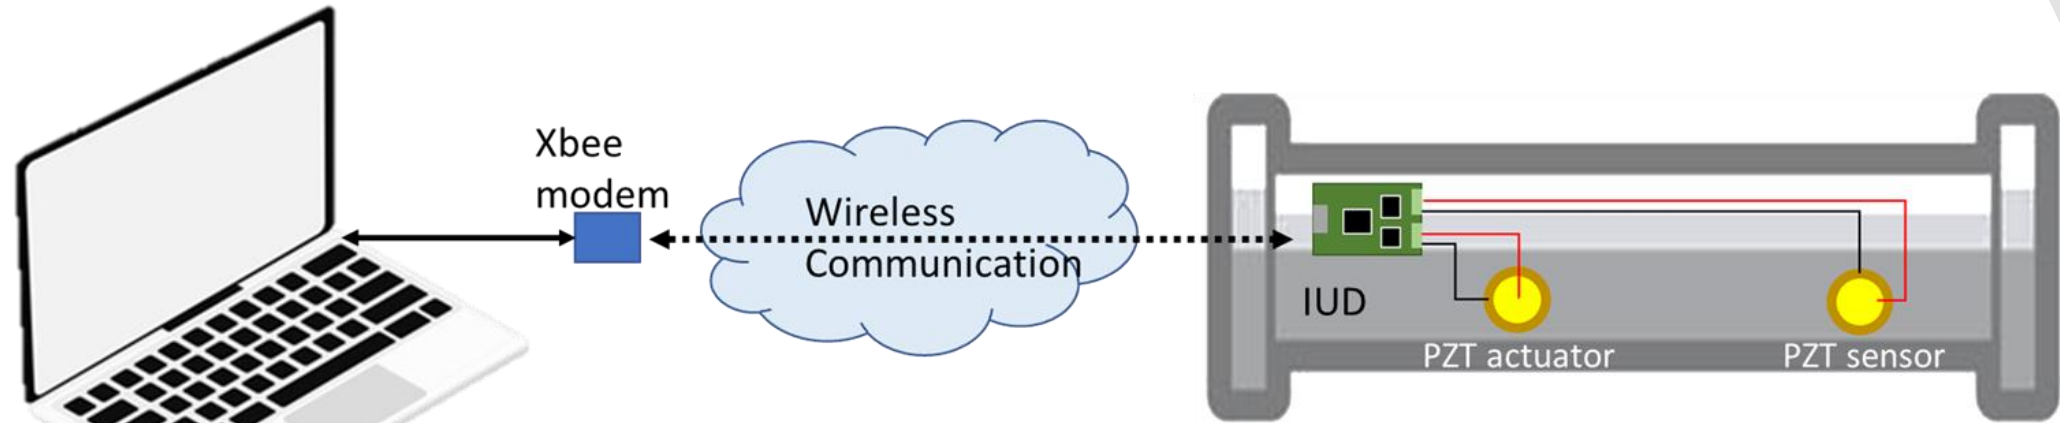 Xbee
modem
Wireless
Communication
IUD
PZT actuator
PZT sensor